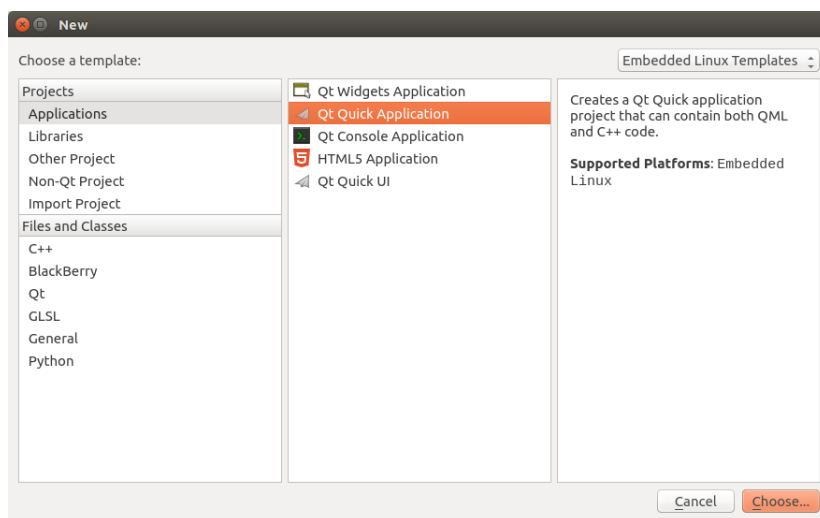 New
Choose a template:
Embedded Linux Templates
Projects
Applications
Libraries
Other Project
Non-Qt Project
Import Project
Files and Classes
C++
BlackBerry
Qt
GLSL
General
Python
Qt Widgets Application
Qt Quick Application
Qt Console Application
HTML5 Application
Qt Quick UI
Creates a Qt Quick application
project that can contain both QML
and C++ code.
Supported Platforms: Embedded
Linux
Cancel
Choose...